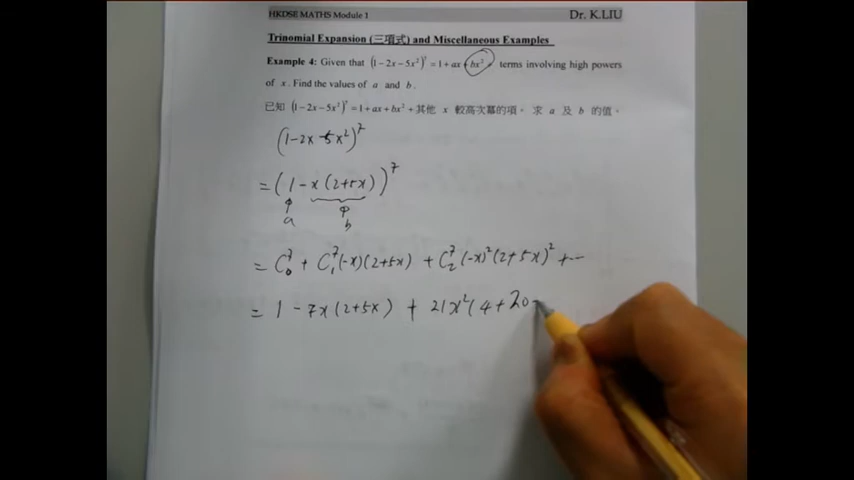 HKDSE MATHS Module 1 Dr. K.LIU
Trinomial Expansion (三項式) and Miscellaneous Examples
Example 4: Given that (1−2x−5x²)⁷ = 1+ax+bx² + terms involving high powers
of x. Find the values of a and b.
已知 (1−2x−5x²)⁷ = 1+ax+bx² + 其他 x 較高次冪的項。求 a 及 b 的值。
(1−2x−5x²)⁷
= (1 − x(2+5x))⁷
a b
= C₀⁷ + C₁⁷(−x)(2+5x) + C₂⁷(−x)²(2+5x)² + ⋯
= 1 − 7x(2+5x) + 21x²(4+20x